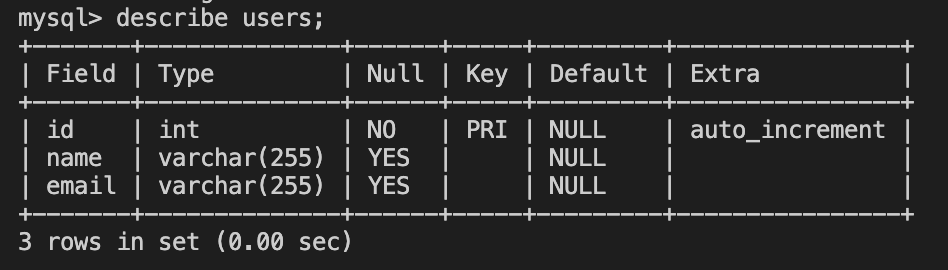 mysql> describe users;
+-------+--------------+------+-----+---------+----------------+
| Field | Type         | Null | Key | Default | Extra          |
+-------+--------------+------+-----+---------+----------------+
| id    | int          | NO   | PRI | NULL    | auto_increment |
| name  | varchar(255) | YES  |     | NULL    |                |
| email | varchar(255) | YES  |     | NULL    |                |
+-------+--------------+------+-----+---------+----------------+
3 rows in set (0.00 sec)